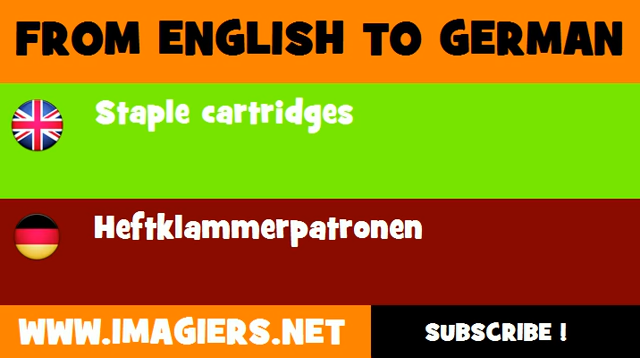 FROM ENGLISH TO GERMAN
Staple cartridges
Heftklammerpatronen
WWW.IMAGIERS.NET
SUBSCRIBE !